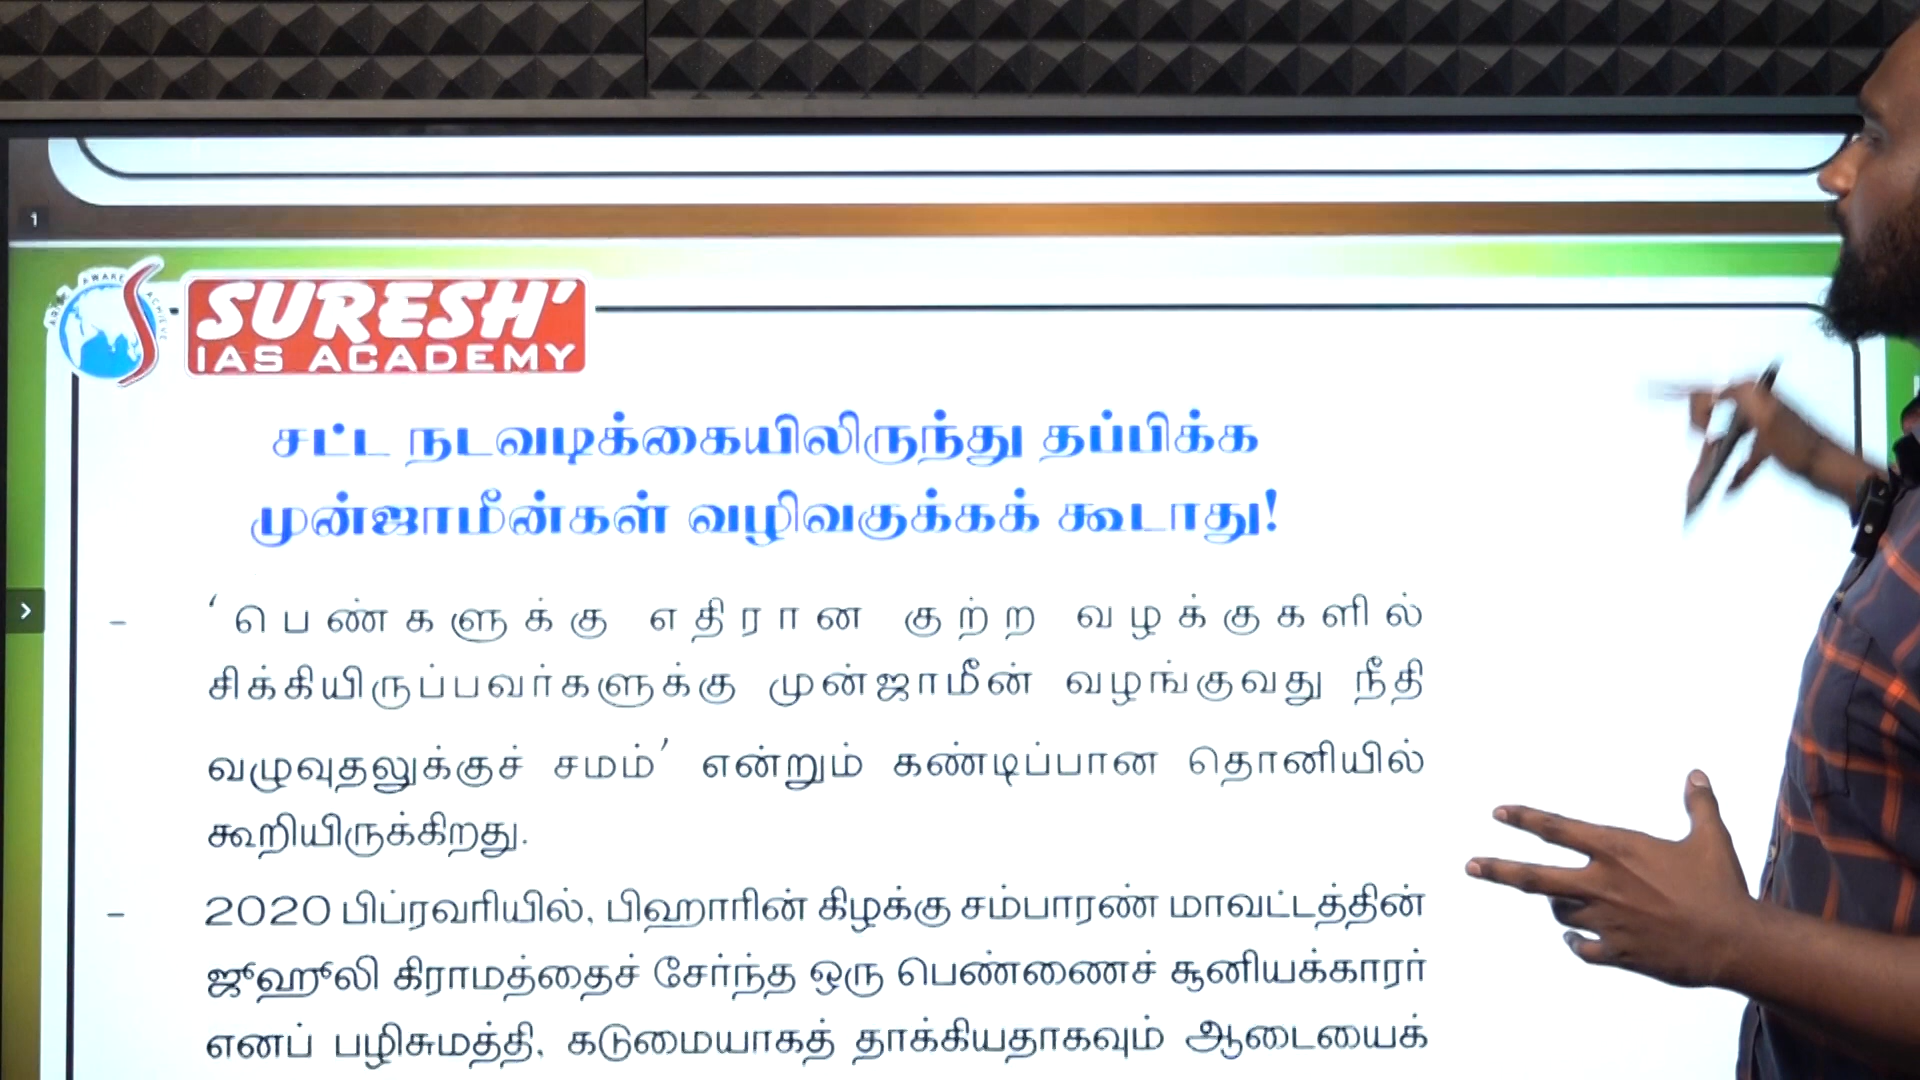 1
AWAKE ACHIEVE
SURESH'
IAS ACADEMY
சட்ட நடவடிக்கையிலிருந்து தப்பிக்க
முன்ஜாமீன்கள் வழிவகுக்கக் கூடாது!
- 'பெண்களுக்கு எதிரான குற்ற வழக்குகளில்
சிக்கியிருப்பவர்களுக்கு முன்ஜாமீன் வழங்குவது நீதி
வழுவுதலுக்குச் சமம்' என்றும் கண்டிப்பான தொனியில்
கூறியிருக்கிறது.
- 2020 பிப்ரவரியில், பிஹாரின் கிழக்கு சம்பாரண் மாவட்டத்தின்
ஜூஹூலி கிராமத்தைச் சேர்ந்த ஒரு பெண்ணைச் சூனியக்காரர்
எனப் பழிசுமத்தி, கடுமையாகத் தாக்கியதாகவும் ஆடையைக்